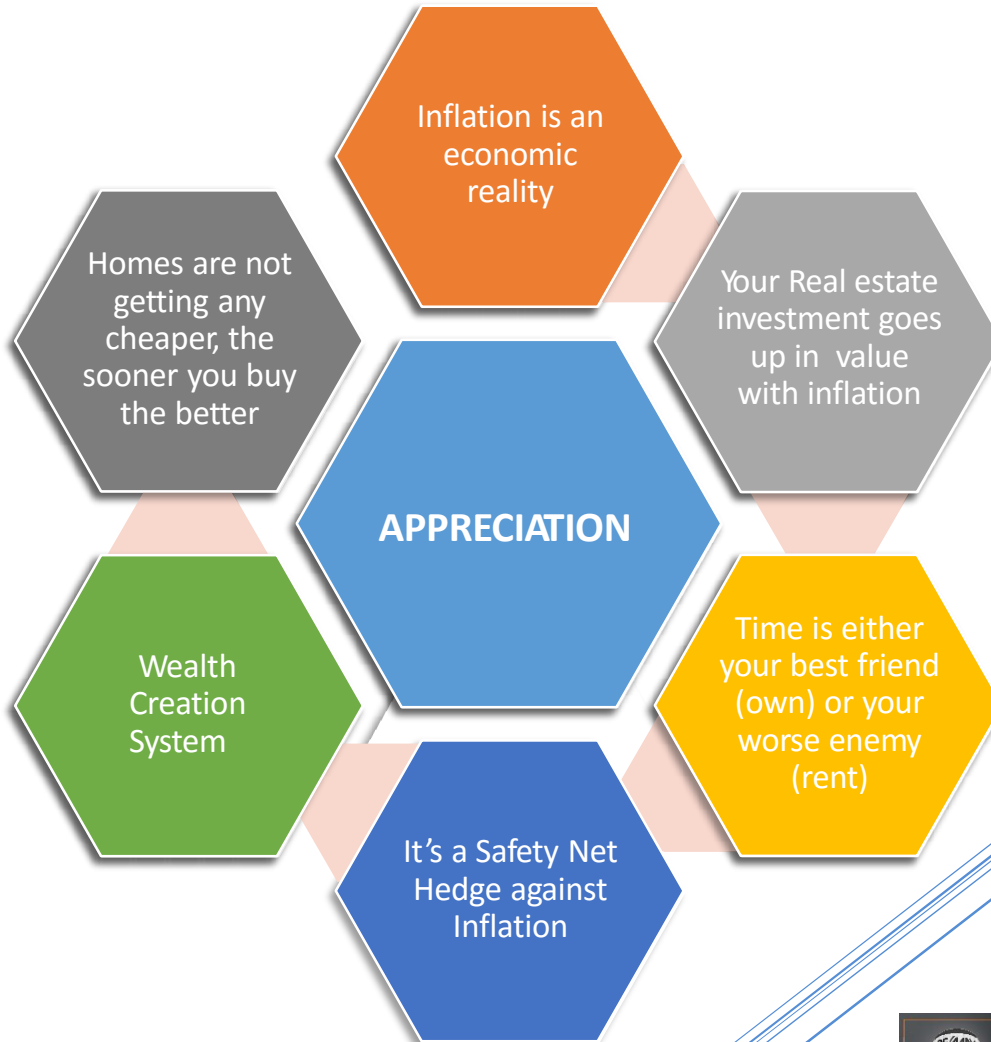 Inflation is an
economic
reality
Your Real estate
investment goes
up in value
with inflation
Time is either
your best friend
(own) or your
worse enemy
(rent)
It’s a Safety Net
Hedge against
Inflation
Wealth
Creation
System
Homes are not
getting any
cheaper, the
sooner you buy
the better
APPRECIATION